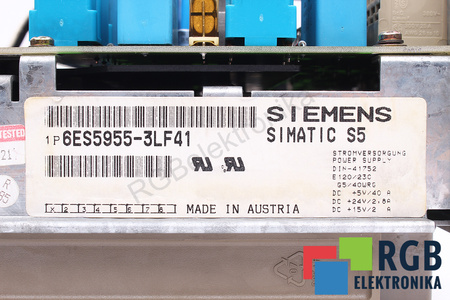 SIEMENS
1P 6ES5955-3LF41
SIMATIC S5
STROMVERSORGUNG
POWER SUPPLY
DIN-41752
E120/23C
G5/40WRG
DC +5V/40 A
DC +24V/2,8A
DC +15V/2 A
X 2 3 4 5 6 7 8
MADE IN AUSTRIA
TESTED
RGB ELEKTRONIKA
RGB
ELEKTRONIKA